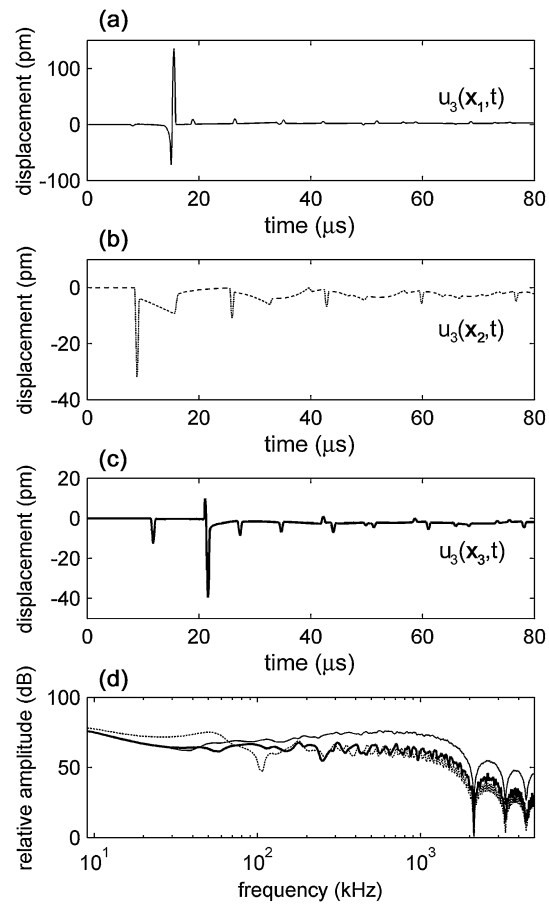 (a)
displacement (pm)
100
0
-100
u3(x1,t)
0 20 40 60 80
time (μs)
(b)
displacement (pm)
0
-20
-40
u3(x2,t)
0 20 40 60 80
time (μs)
(c)
displacement (pm)
20
0
-20
-40
u3(x3,t)
0 20 40 60 80
time (μs)
(d)
relative amplitude (dB)
100
50
0
10^1 10^2 10^3
frequency (kHz)